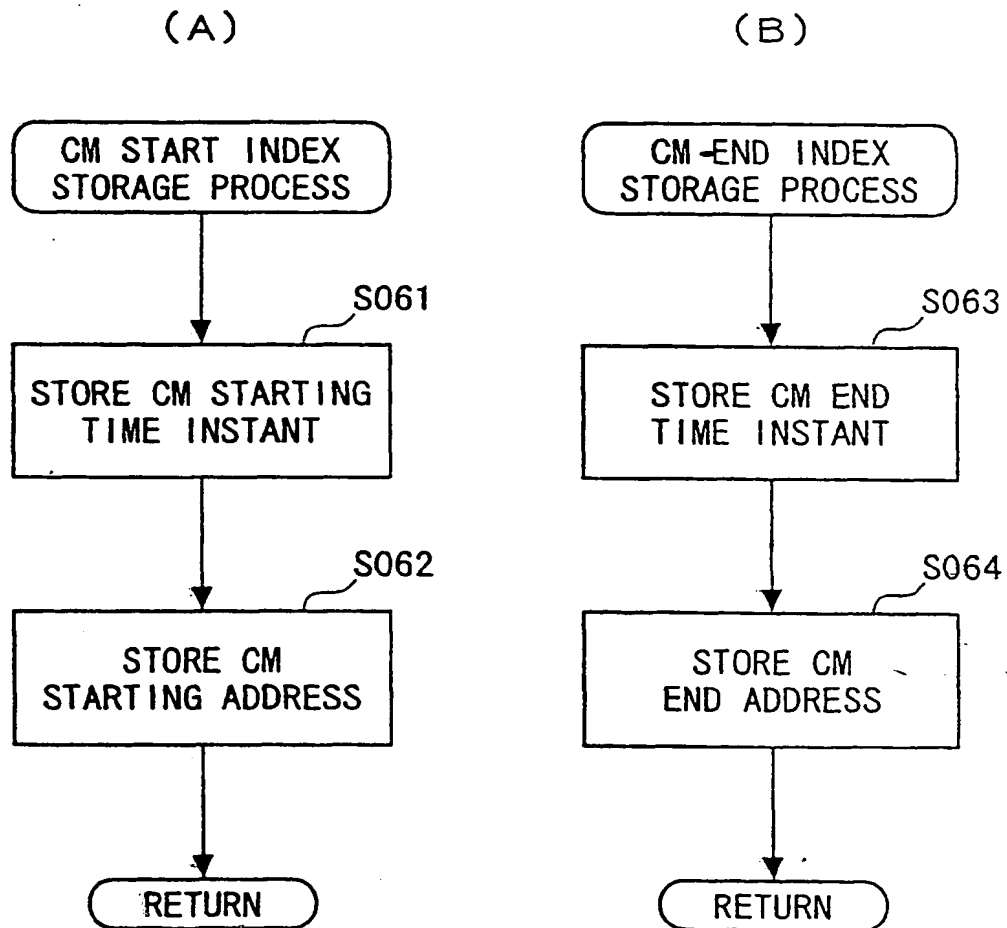 (A)
CM START INDEX
STORAGE PROCESS
S061
STORE CM STARTING
TIME INSTANT
S062
STORE CM
STARTING ADDRESS
RETURN
(B)
CM-END INDEX
STORAGE PROCESS
S063
STORE CM END
TIME INSTANT
S064
STORE CM
END ADDRESS
RETURN